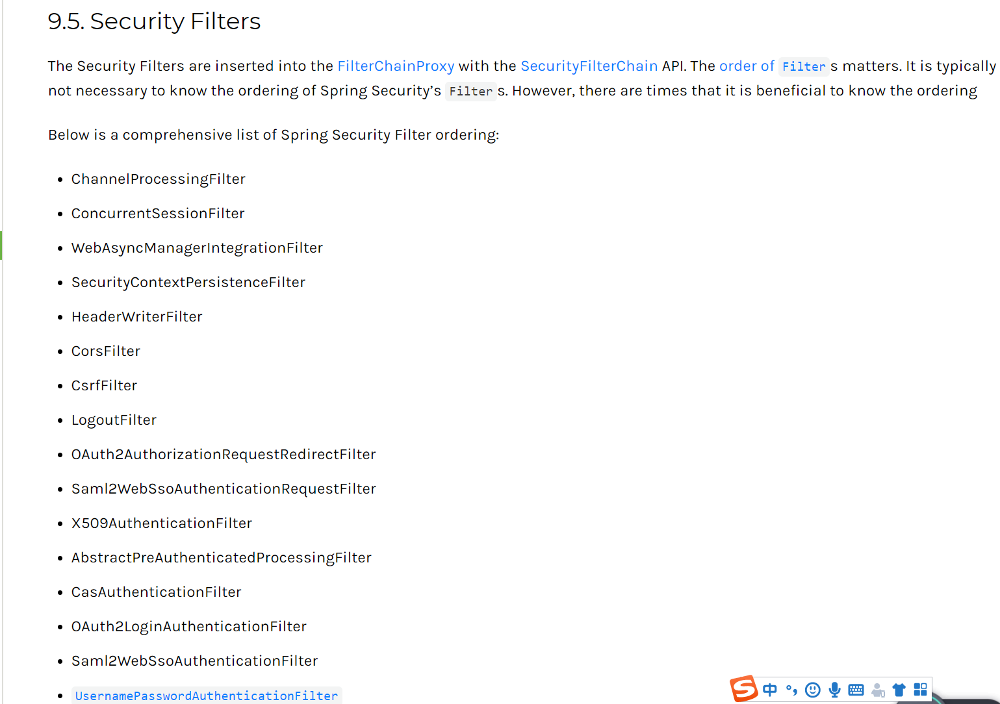 9.5. Security Filters
The Security Filters are inserted into the FilterChainProxy with the SecurityFilterChain API. The order of Filter s matters. It is typically
not necessary to know the ordering of Spring Security’s Filter s. However, there are times that it is beneficial to know the ordering
Below is a comprehensive list of Spring Security Filter ordering:
• ChannelProcessingFilter
• ConcurrentSessionFilter
• WebAsyncManagerIntegrationFilter
• SecurityContextPersistenceFilter
• HeaderWriterFilter
• CorsFilter
• CsrfFilter
• LogoutFilter
• OAuth2AuthorizationRequestRedirectFilter
• Saml2WebSsoAuthenticationRequestFilter
• X509AuthenticationFilter
• AbstractPreAuthenticatedProcessingFilter
• CasAuthenticationFilter
• OAuth2LoginAuthenticationFilter
• Saml2WebSsoAuthenticationFilter
• UsernamePasswordAuthenticationFilter
S 中 °,